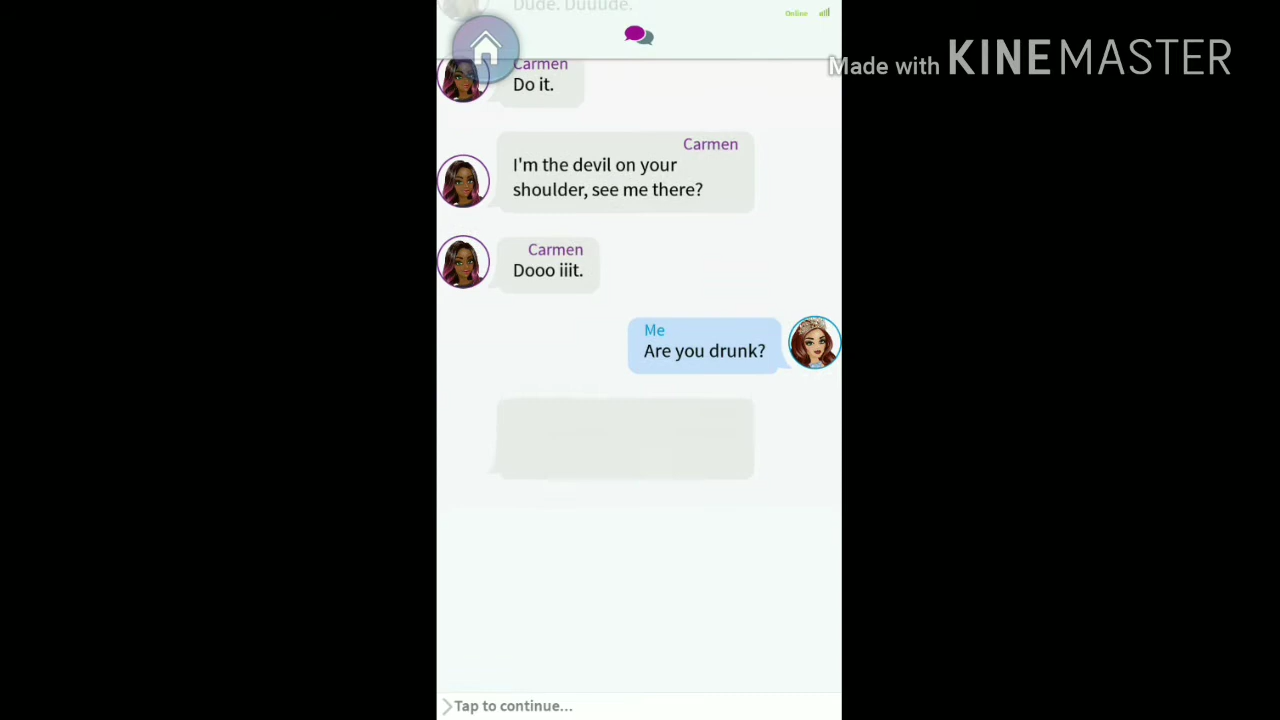 Dude. Duuude.
Online
Made with KINEMASTER
Carmen
Do it.
Carmen
I'm the devil on your
shoulder, see me there?
Carmen
Dooo iiit.
Me
Are you drunk?
Tap to continue...